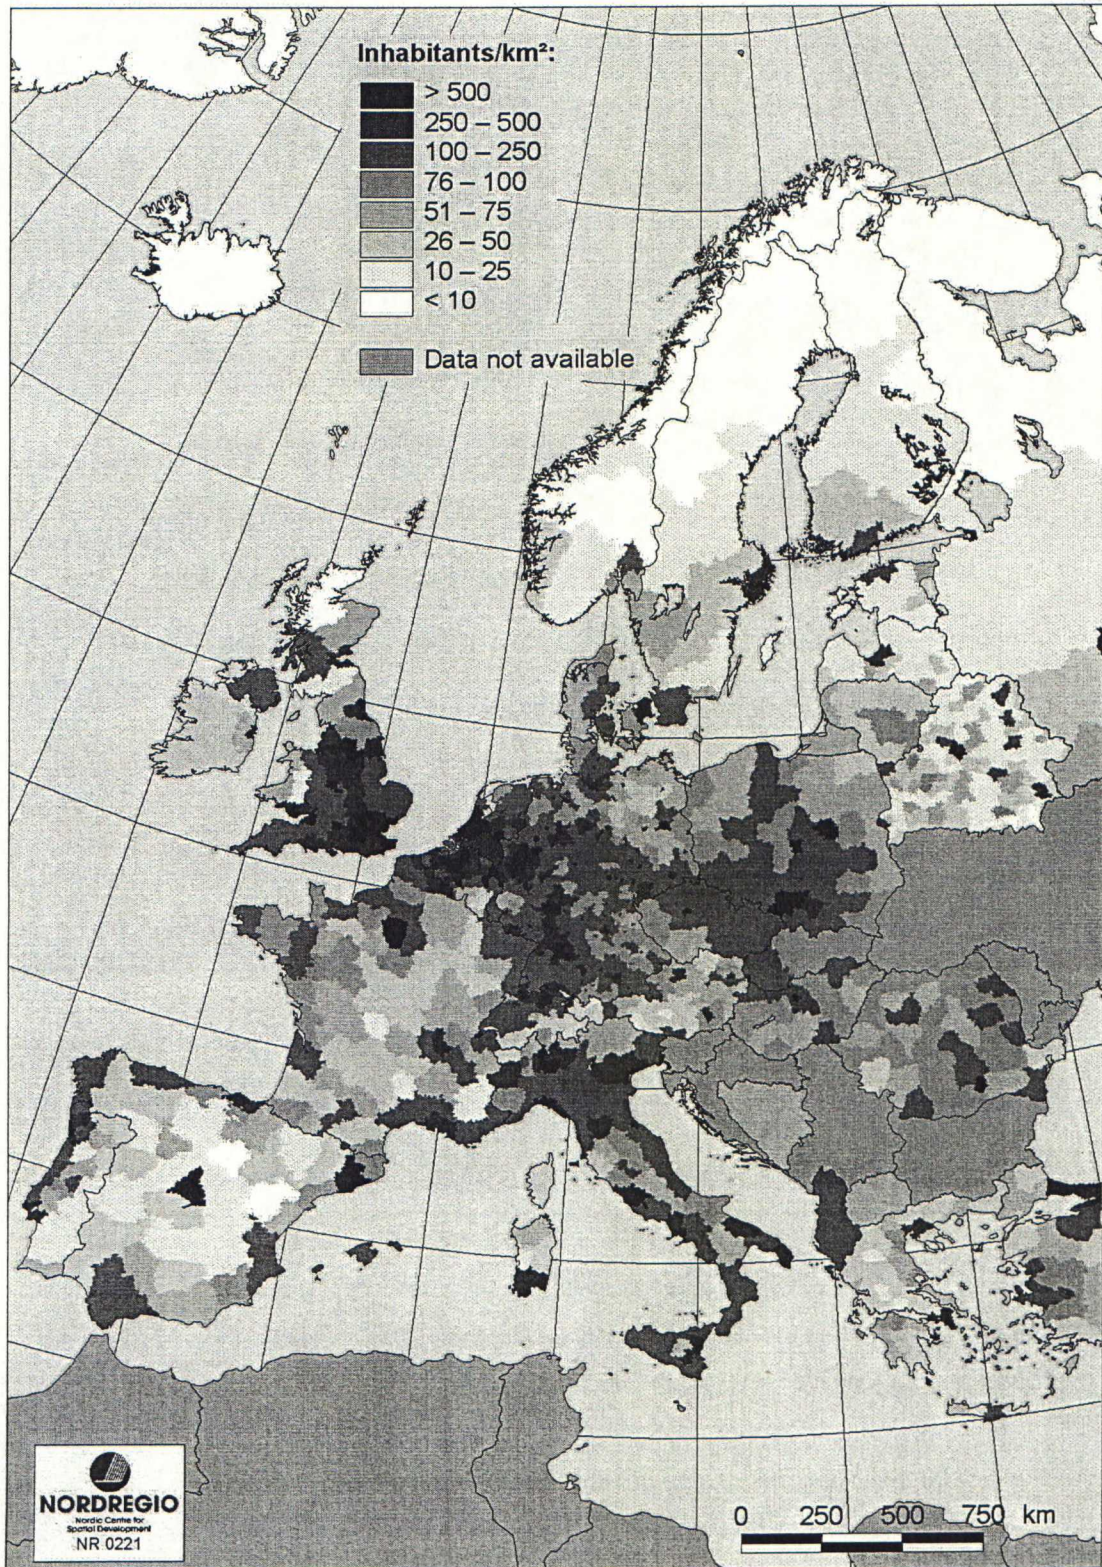 Inhabitants/km²:
> 500
250 – 500
100 – 250
76 – 100
51 – 75
26 – 50
10 – 25
< 10
Data not available
NORDREGIO
Nordic Centre for
Spatial Development
NR 0221
0 250 500 750 km